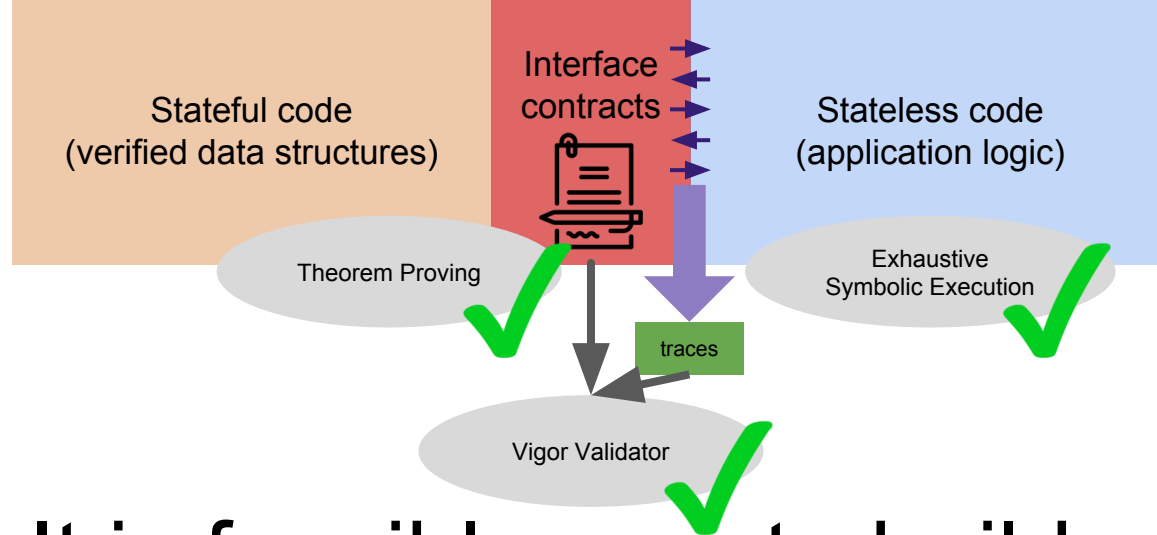 Stateful code
(verified data structures)
Interface
contracts
Stateless code
(application logic)
Theorem Proving
Exhaustive
Symbolic Execution
traces
Vigor Validator